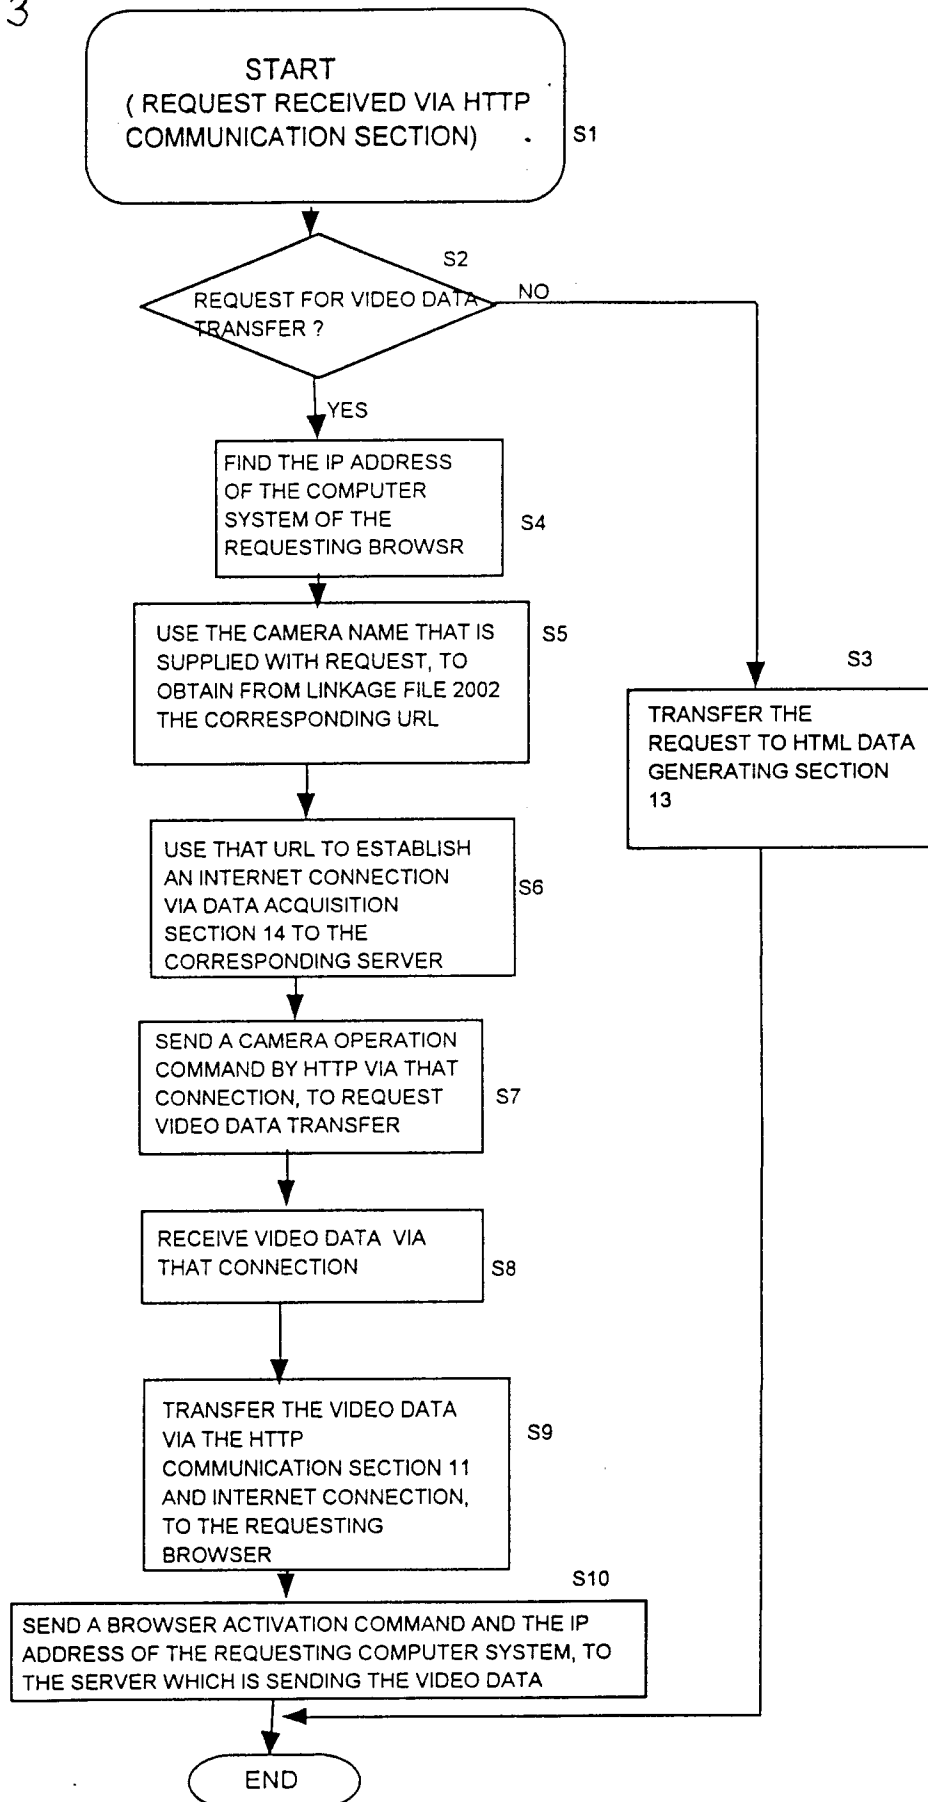 3
START
( REQUEST RECEIVED VIA HTTP
COMMUNICATION SECTION)
S1
S2
REQUEST FOR VIDEO DATA
TRANSFER ?
NO
YES
FIND THE IP ADDRESS
OF THE COMPUTER
SYSTEM OF THE
REQUESTING BROWSR
S4
USE THE CAMERA NAME THAT IS
SUPPLIED WITH REQUEST, TO
OBTAIN FROM LINKAGE FILE 2002
THE CORRESPONDING URL
S5
S3
TRANSFER THE
REQUEST TO HTML DATA
GENERATING SECTION
13
USE THAT URL TO ESTABLISH
AN INTERNET CONNECTION
VIA DATA ACQUISITION
SECTION 14 TO THE
CORRESPONDING SERVER
S6
SEND A CAMERA OPERATION
COMMAND BY HTTP VIA THAT
CONNECTION, TO REQUEST
VIDEO DATA TRANSFER
S7
RECEIVE VIDEO DATA VIA
THAT CONNECTION
S8
TRANSFER THE VIDEO DATA
VIA THE HTTP
COMMUNICATION SECTION 11
AND INTERNET CONNECTION,
TO THE REQUESTING
BROWSER
S9
S10
SEND A BROWSER ACTIVATION COMMAND AND THE IP
ADDRESS OF THE REQUESTING COMPUTER SYSTEM, TO
THE SERVER WHICH IS SENDING THE VIDEO DATA
END